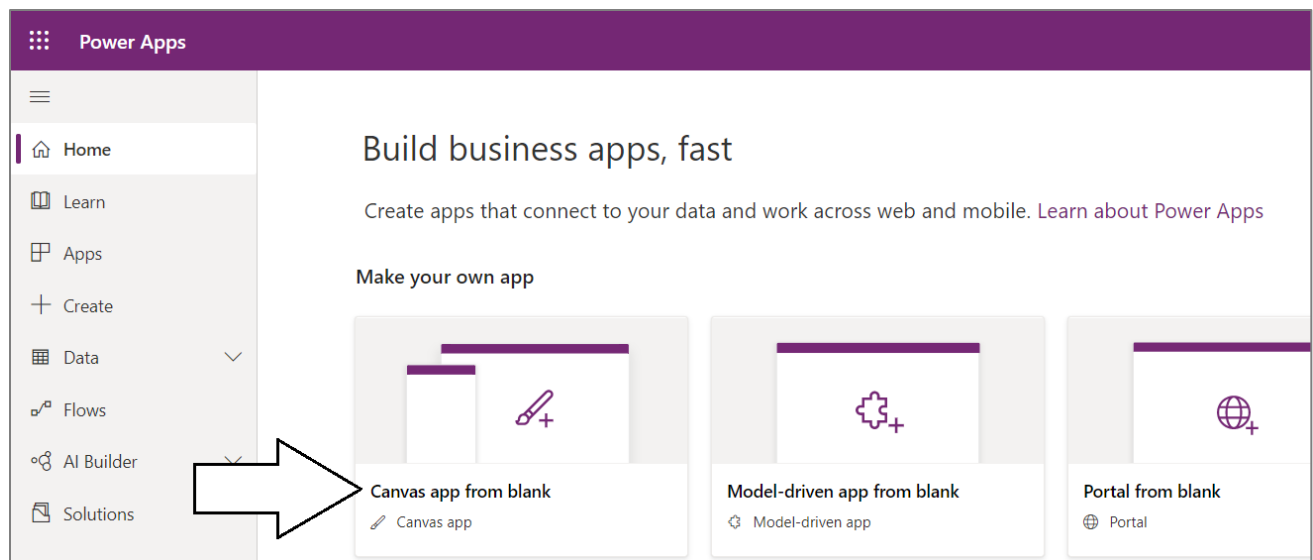 Power Apps
Home
Learn
Apps
Create
Data
Flows
AI Builder
Solutions
Build business apps, fast
Create apps that connect to your data and work across web and mobile. Learn about Power Apps
Make your own app
Canvas app from blank
Canvas app
Model-driven app from blank
Model-driven app
Portal from blank
Portal